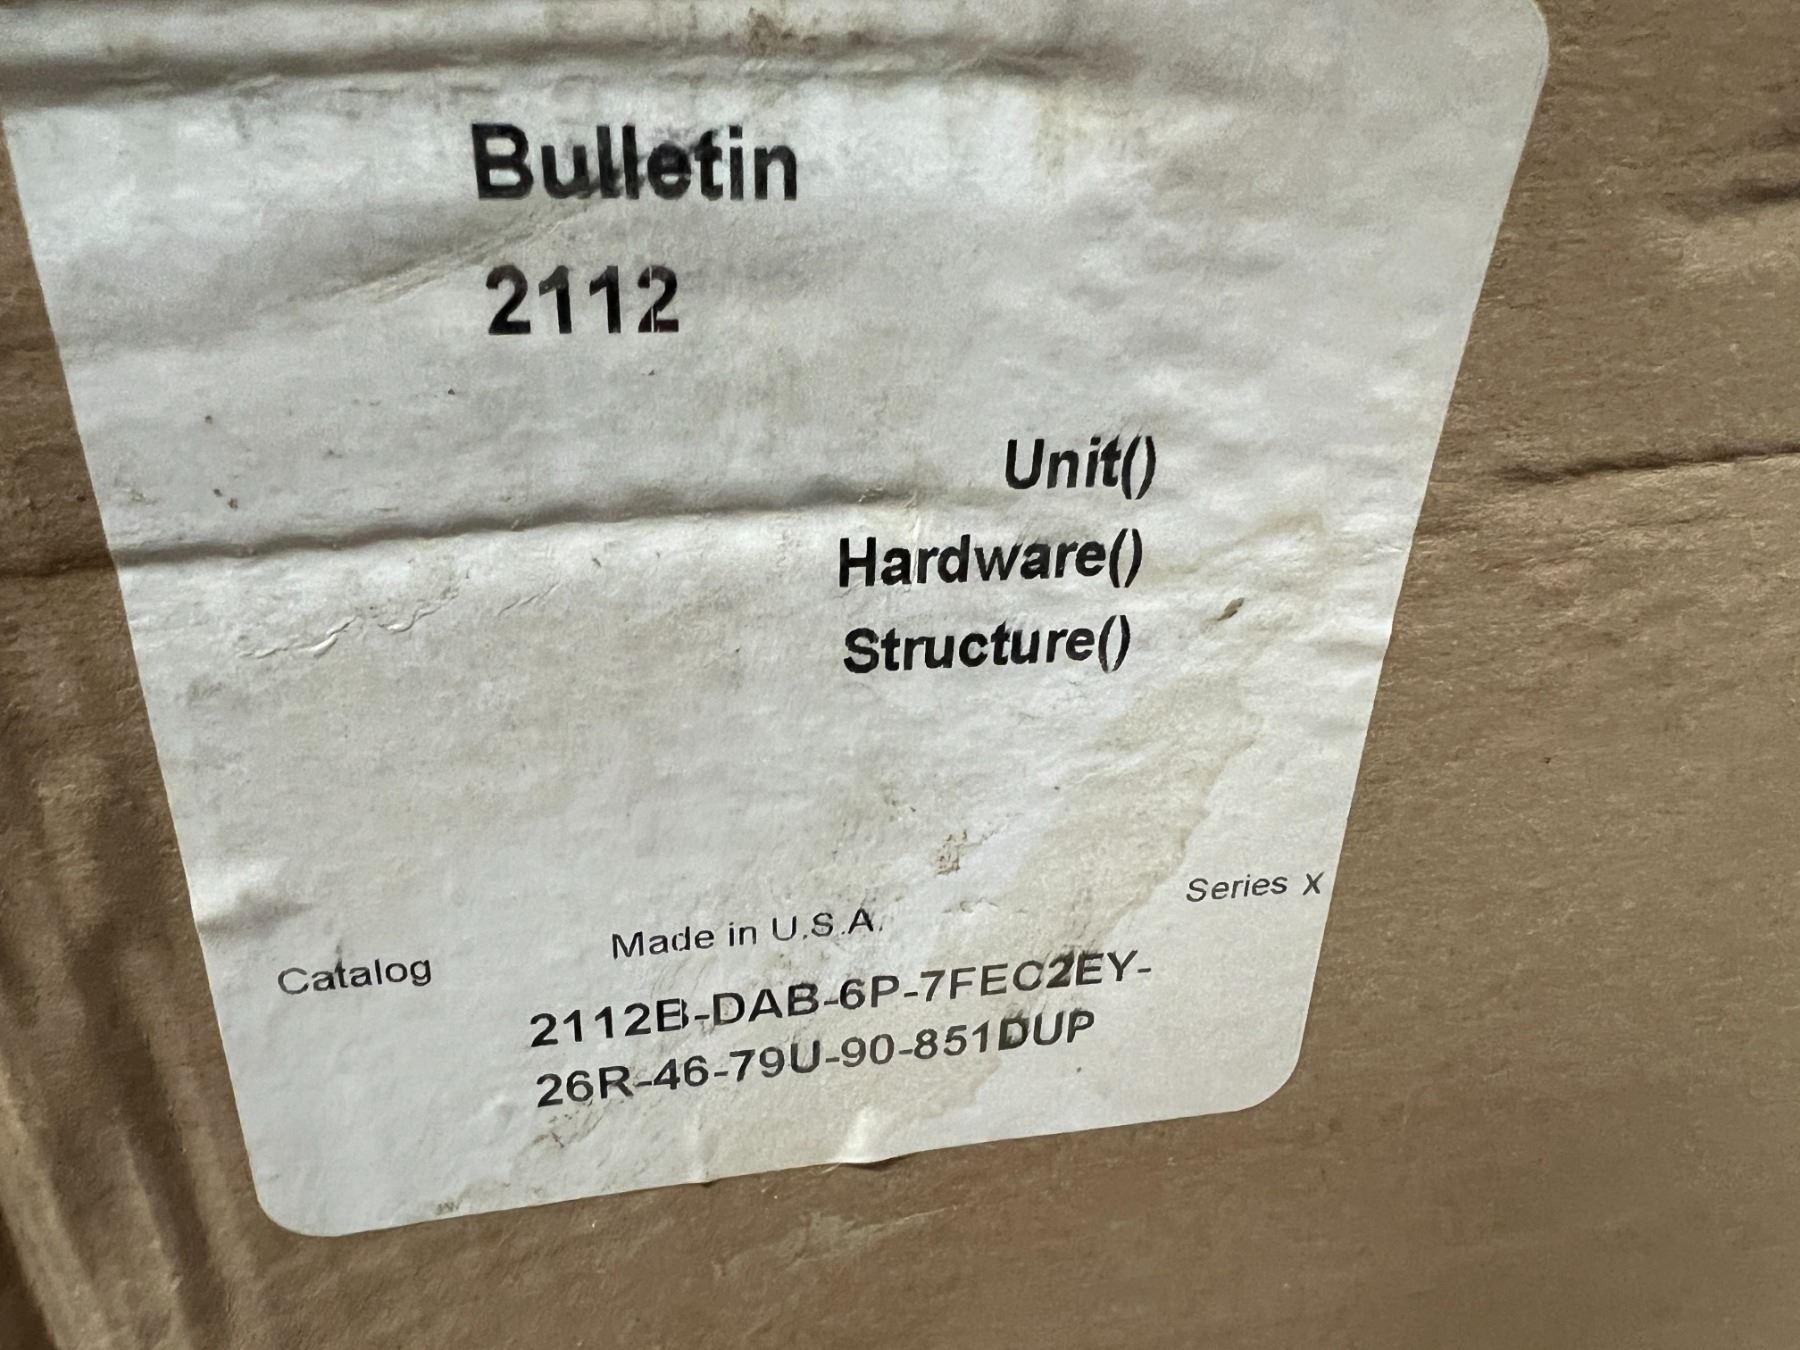 Bulletin
2112
Unit()
Hardware()
Structure()
Series X
Made in U.S.A.
Catalog
2112B-DAB-6P-7FEC2EY-
26R-46-79U-90-851DUP